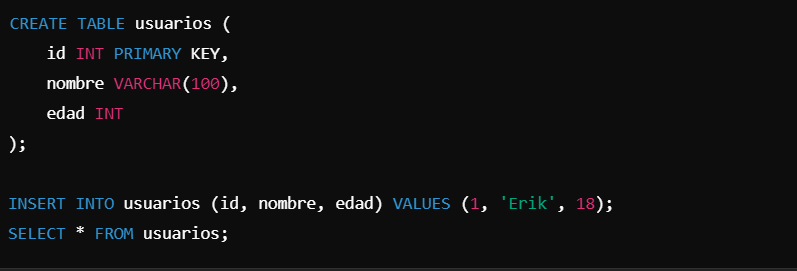 CREATE TABLE usuarios (
    id INT PRIMARY KEY,
    nombre VARCHAR(100),
    edad INT
);

INSERT INTO usuarios (id, nombre, edad) VALUES (1, 'Erik', 18);
SELECT * FROM usuarios;